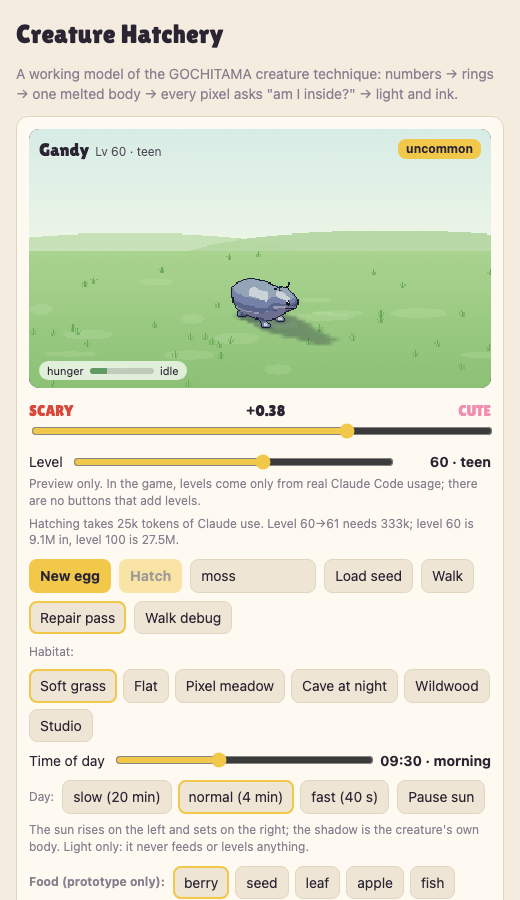 Creature Hatchery
A working model of the GOCHITAMA creature technique: numbers → rings
→ one melted body → every pixel asks "am I inside?" → light and ink.
Gandy Lv 60 · teen uncommon
hunger idle
SCARY +0.38 CUTE
Level 60 · teen
Preview only. In the game, levels come only from real Claude Code usage; there
are no buttons that add levels.
Hatching takes 25k tokens of Claude use. Level 60→61 needs 333k; level 60 is
9.1M in, level 100 is 27.5M.
New egg Hatch moss Load seed Walk
Repair pass Walk debug
Habitat:
Soft grass Flat Pixel meadow Cave at night Wildwood
Studio
Time of day 09:30 · morning
Day: slow (20 min) normal (4 min) fast (40 s) Pause sun
The sun rises on the left and sets on the right; the shadow is the creature's own
body. Light only: it never feeds or levels anything.
Food (prototype only): berry seed leaf apple fish